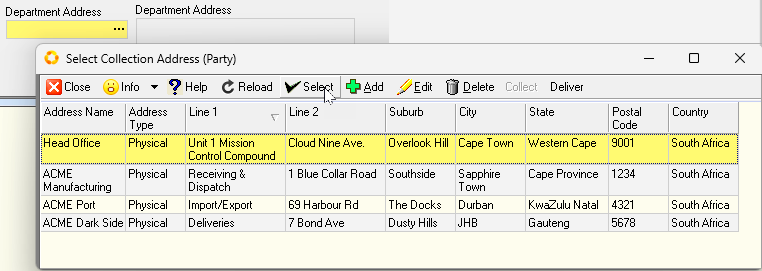 Department Address Department Address
...
Select Collection Address (Party)
Close Info Help Reload Select Add Edit Delete Collect Deliver
Address Name Address Type Line 1 Line 2 Suburb City State Postal Code Country
Head Office Physical Unit 1 Mission Control Compound Cloud Nine Ave. Overlook Hill Cape Town Western Cape 9001 South Africa
ACME Manufacturing Physical Receiving & Dispatch 1 Blue Collar Road Southside Sapphire Town Cape Province 1234 South Africa
ACME Port Physical Import/Export 69 Harbour Rd The Docks Durban KwaZulu Natal 4321 South Africa
ACME Dark Side Physical Deliveries 7 Bond Ave Dusty Hills JHB Gauteng 5678 South Africa